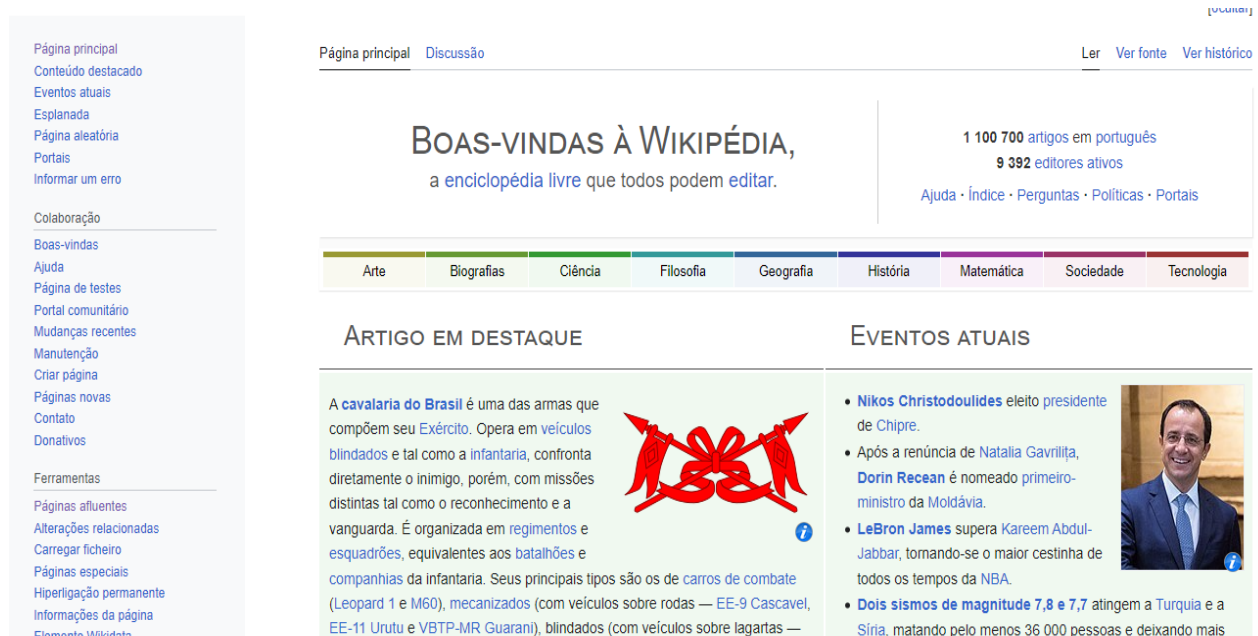 [ocultar]
Página principal
Conteúdo destacado
Eventos atuais
Esplanada
Página aleatória
Portais
Informar um erro
Colaboração
Boas-vindas
Ajuda
Página de testes
Portal comunitário
Mudanças recentes
Manutenção
Criar página
Páginas novas
Contato
Donativos
Ferramentas
Páginas afluentes
Alterações relacionadas
Carregar ficheiro
Páginas especiais
Hiperligação permanente
Informações da página
Elemento Wikidata
Página principal Discussão
Ler Ver fonte Ver histórico
Boas-vindas à Wikipédia,
a enciclopédia livre que todos podem editar.
1 100 700 artigos em português
9 392 editores ativos
Ajuda · Índice · Perguntas · Políticas · Portais
Arte Biografias Ciência Filosofia Geografia História Matemática Sociedade Tecnologia
Artigo em destaque
A cavalaria do Brasil é uma das armas que
compõem seu Exército. Opera em veículos
blindados e tal como a infantaria, confronta
diretamente o inimigo, porém, com missões
distintas tal como o reconhecimento e a
vanguarda. É organizada em regimentos e
esquadrões, equivalentes aos batalhões e
companhias da infantaria. Seus principais tipos são os de carros de combate
(Leopard 1 e M60), mecanizados (com veículos sobre rodas — EE-9 Cascavel,
EE-11 Urutu e VBTP-MR Guarani), blindados (com veículos sobre lagartas —
Eventos atuais
• Nikos Christodoulides eleito presidente
de Chipre.
• Após a renúncia de Natalia Gavrilița,
Dorin Recean é nomeado primeiro-
ministro da Moldávia.
• LeBron James supera Kareem Abdul-
Jabbar, tornando-se o maior cestinha de
todos os tempos da NBA.
• Dois sismos de magnitude 7,8 e 7,7 atingem a Turquia e a
Síria, matando pelo menos 36 000 pessoas e deixando mais